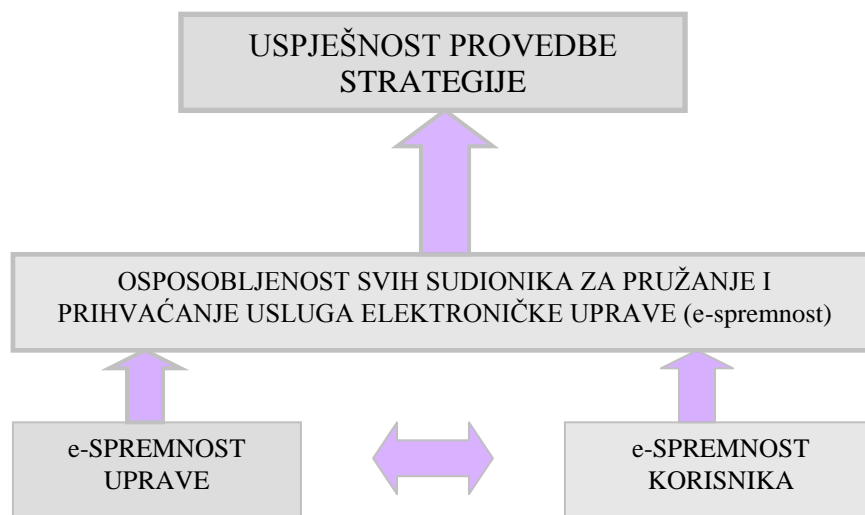 USPJEŠNOST PROVEDBE
STRATEGIJE
OSPOSOBLJENOST SVIH SUDIONIKA ZA PRUŽANJE I
PRIHVAĆANJE USLUGA ELEKTRONIČKE UPRAVE (e-spremnost)
e-SPREMNOST
UPRAVE
e-SPREMNOST
KORISNIKA